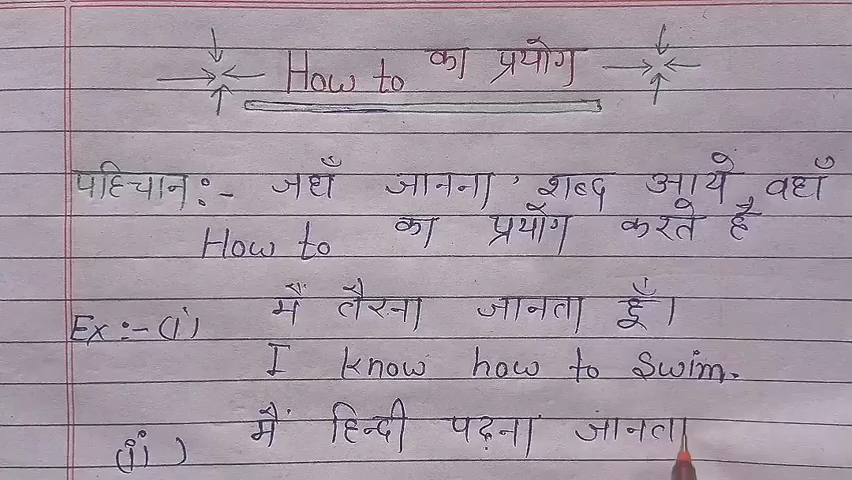 How to का प्रयोग
पहिचान:- जहाँ जानना' शब्द आये वहाँ
How to का प्रयोग करते है
Ex:-(i) मैं तैरना जानता हूँ।
I know how to swim.
(ii) मैं हिन्दी पढ़ना जानता